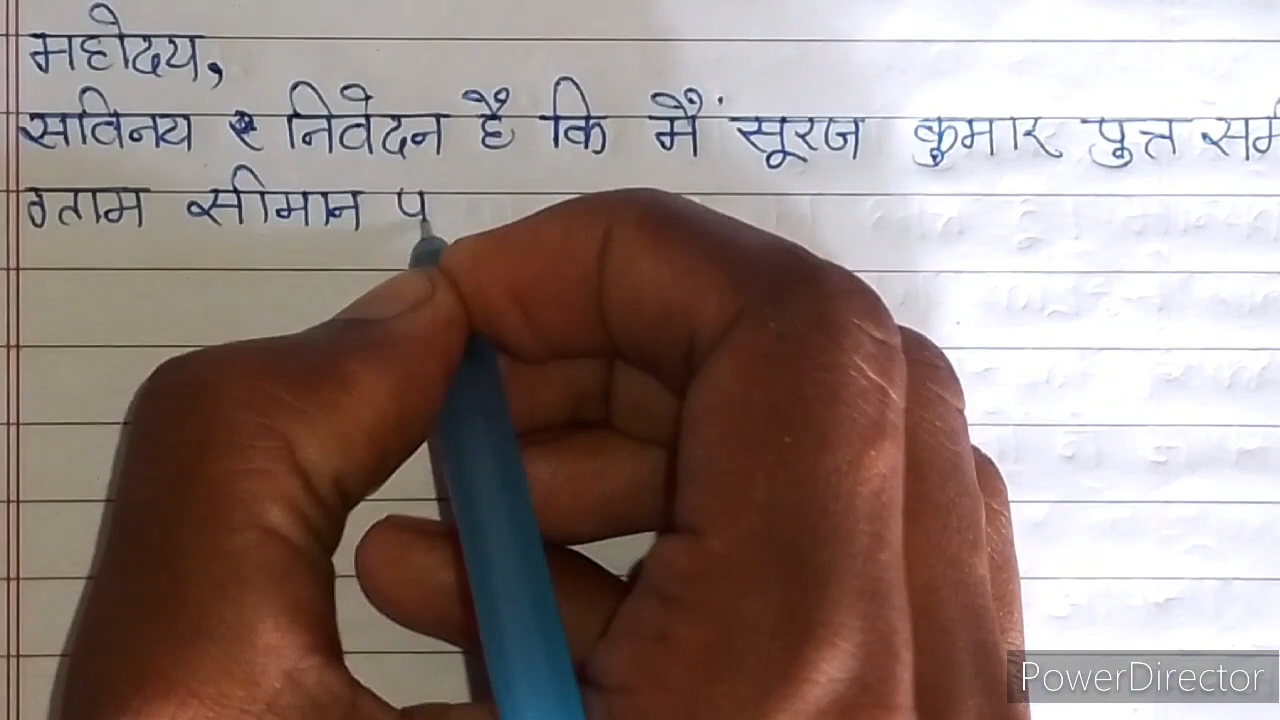 महोदय,
सविनय निवेदन है कि मैं सूरज कुमार पुत्त
सीमान प
PowerDirector